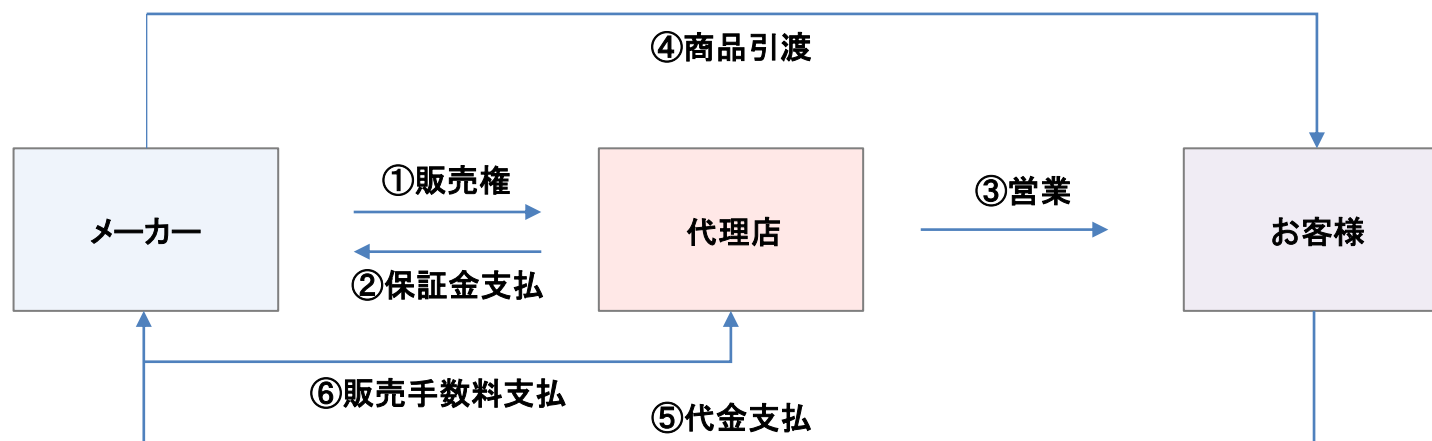 ④商品引渡
①販売権
③営業
メーカー
代理店
お客様
②保証金支払
⑥販売手数料支払
⑤代金支払